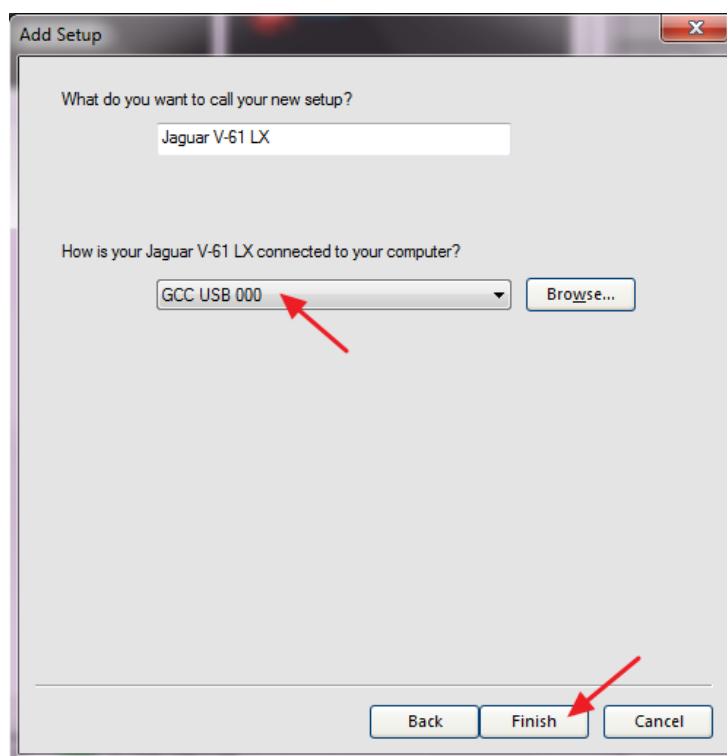 Add Setup
What do you want to call your new setup?
Jaguar V-61 LX
How is your Jaguar V-61 LX connected to your computer?
GCC USB 000
Browse...
Back
Finish
Cancel